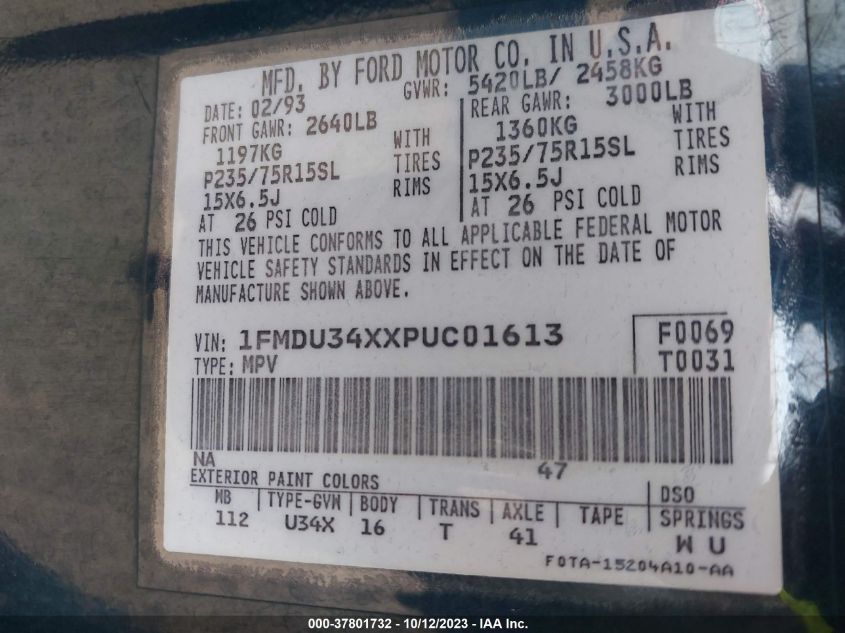 MFD. BY FORD MOTOR CO. IN U.S.A.
DATE: 02/93 GVWR: 5420LB/ 2458KG
FRONT GAWR: 2640LB REAR GAWR: 3000LB
1197KG WITH 1360KG WITH
P235/75R15SL TIRES P235/75R15SL TIRES
15X6.5J RIMS 15X6.5J RIMS
AT 26 PSI COLD AT 26 PSI COLD
THIS VEHICLE CONFORMS TO ALL APPLICABLE FEDERAL MOTOR
VEHICLE SAFETY STANDARDS IN EFFECT ON THE DATE OF
MANUFACTURE SHOWN ABOVE.
VIN: 1FMDU34XXPUC01613 F0069
TYPE: MPV T0031
NA 47
EXTERIOR PAINT COLORS DSO
MB TYPE-GVN BODY TRANS AXLE TAPE SPRINGS
112 U34X 16 T 41 W U
F0TA-15204A10-AA
000-37801732 - 10/12/2023 - IAA Inc.